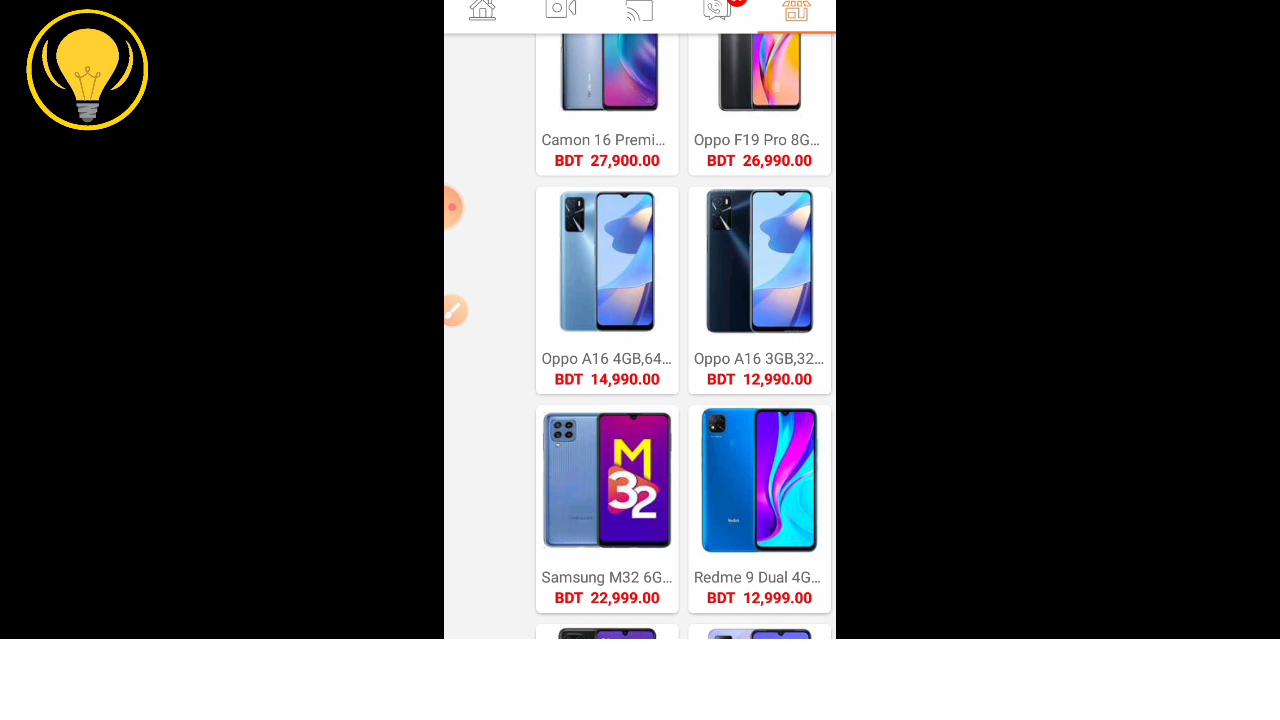 Camon 16 Premi...
BDT 27,900.00
Oppo F19 Pro 8G...
BDT 26,990.00
Oppo A16 4GB,64...
BDT 14,990.00
Oppo A16 3GB,32...
BDT 12,990.00
M
32
Samsung M32 6G...
BDT 22,999.00
Redme 9 Dual 4G...
BDT 12,999.00